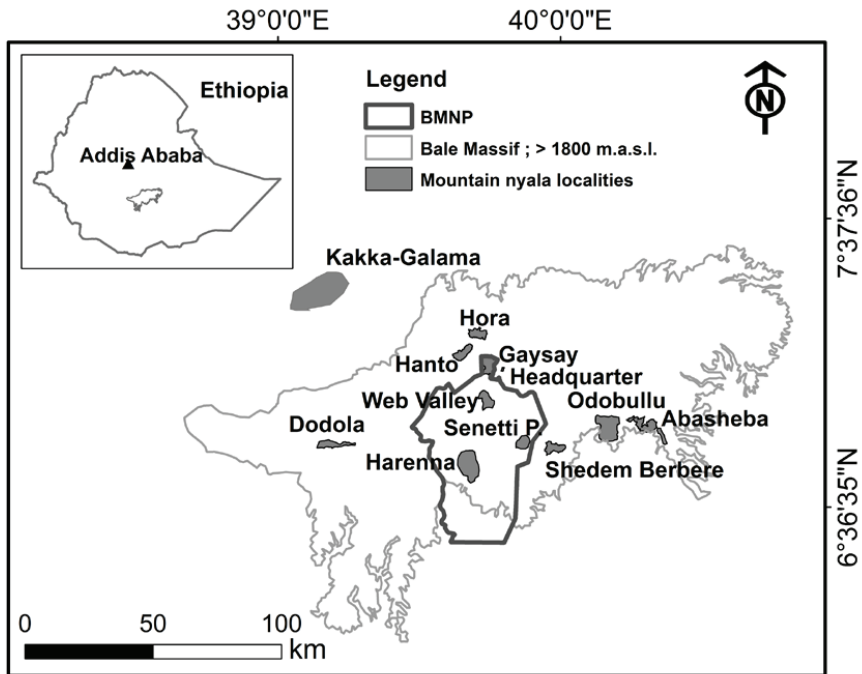 39°0'0"E
40°0'0"E
Ethiopia
Addis Ababa
Legend
BMNP
Bale Massif ; > 1800 m.a.s.l.
Mountain nyala localities
N
7°37'36"N
Kakka-Galama
Hora
Hanto
Gaysay
Headquarter
Web Valley
Odobullu
Dodola
Senetti P.
Abasheba
Harenna
Shedem Berbere
6°36'35"N
0 50 100
km